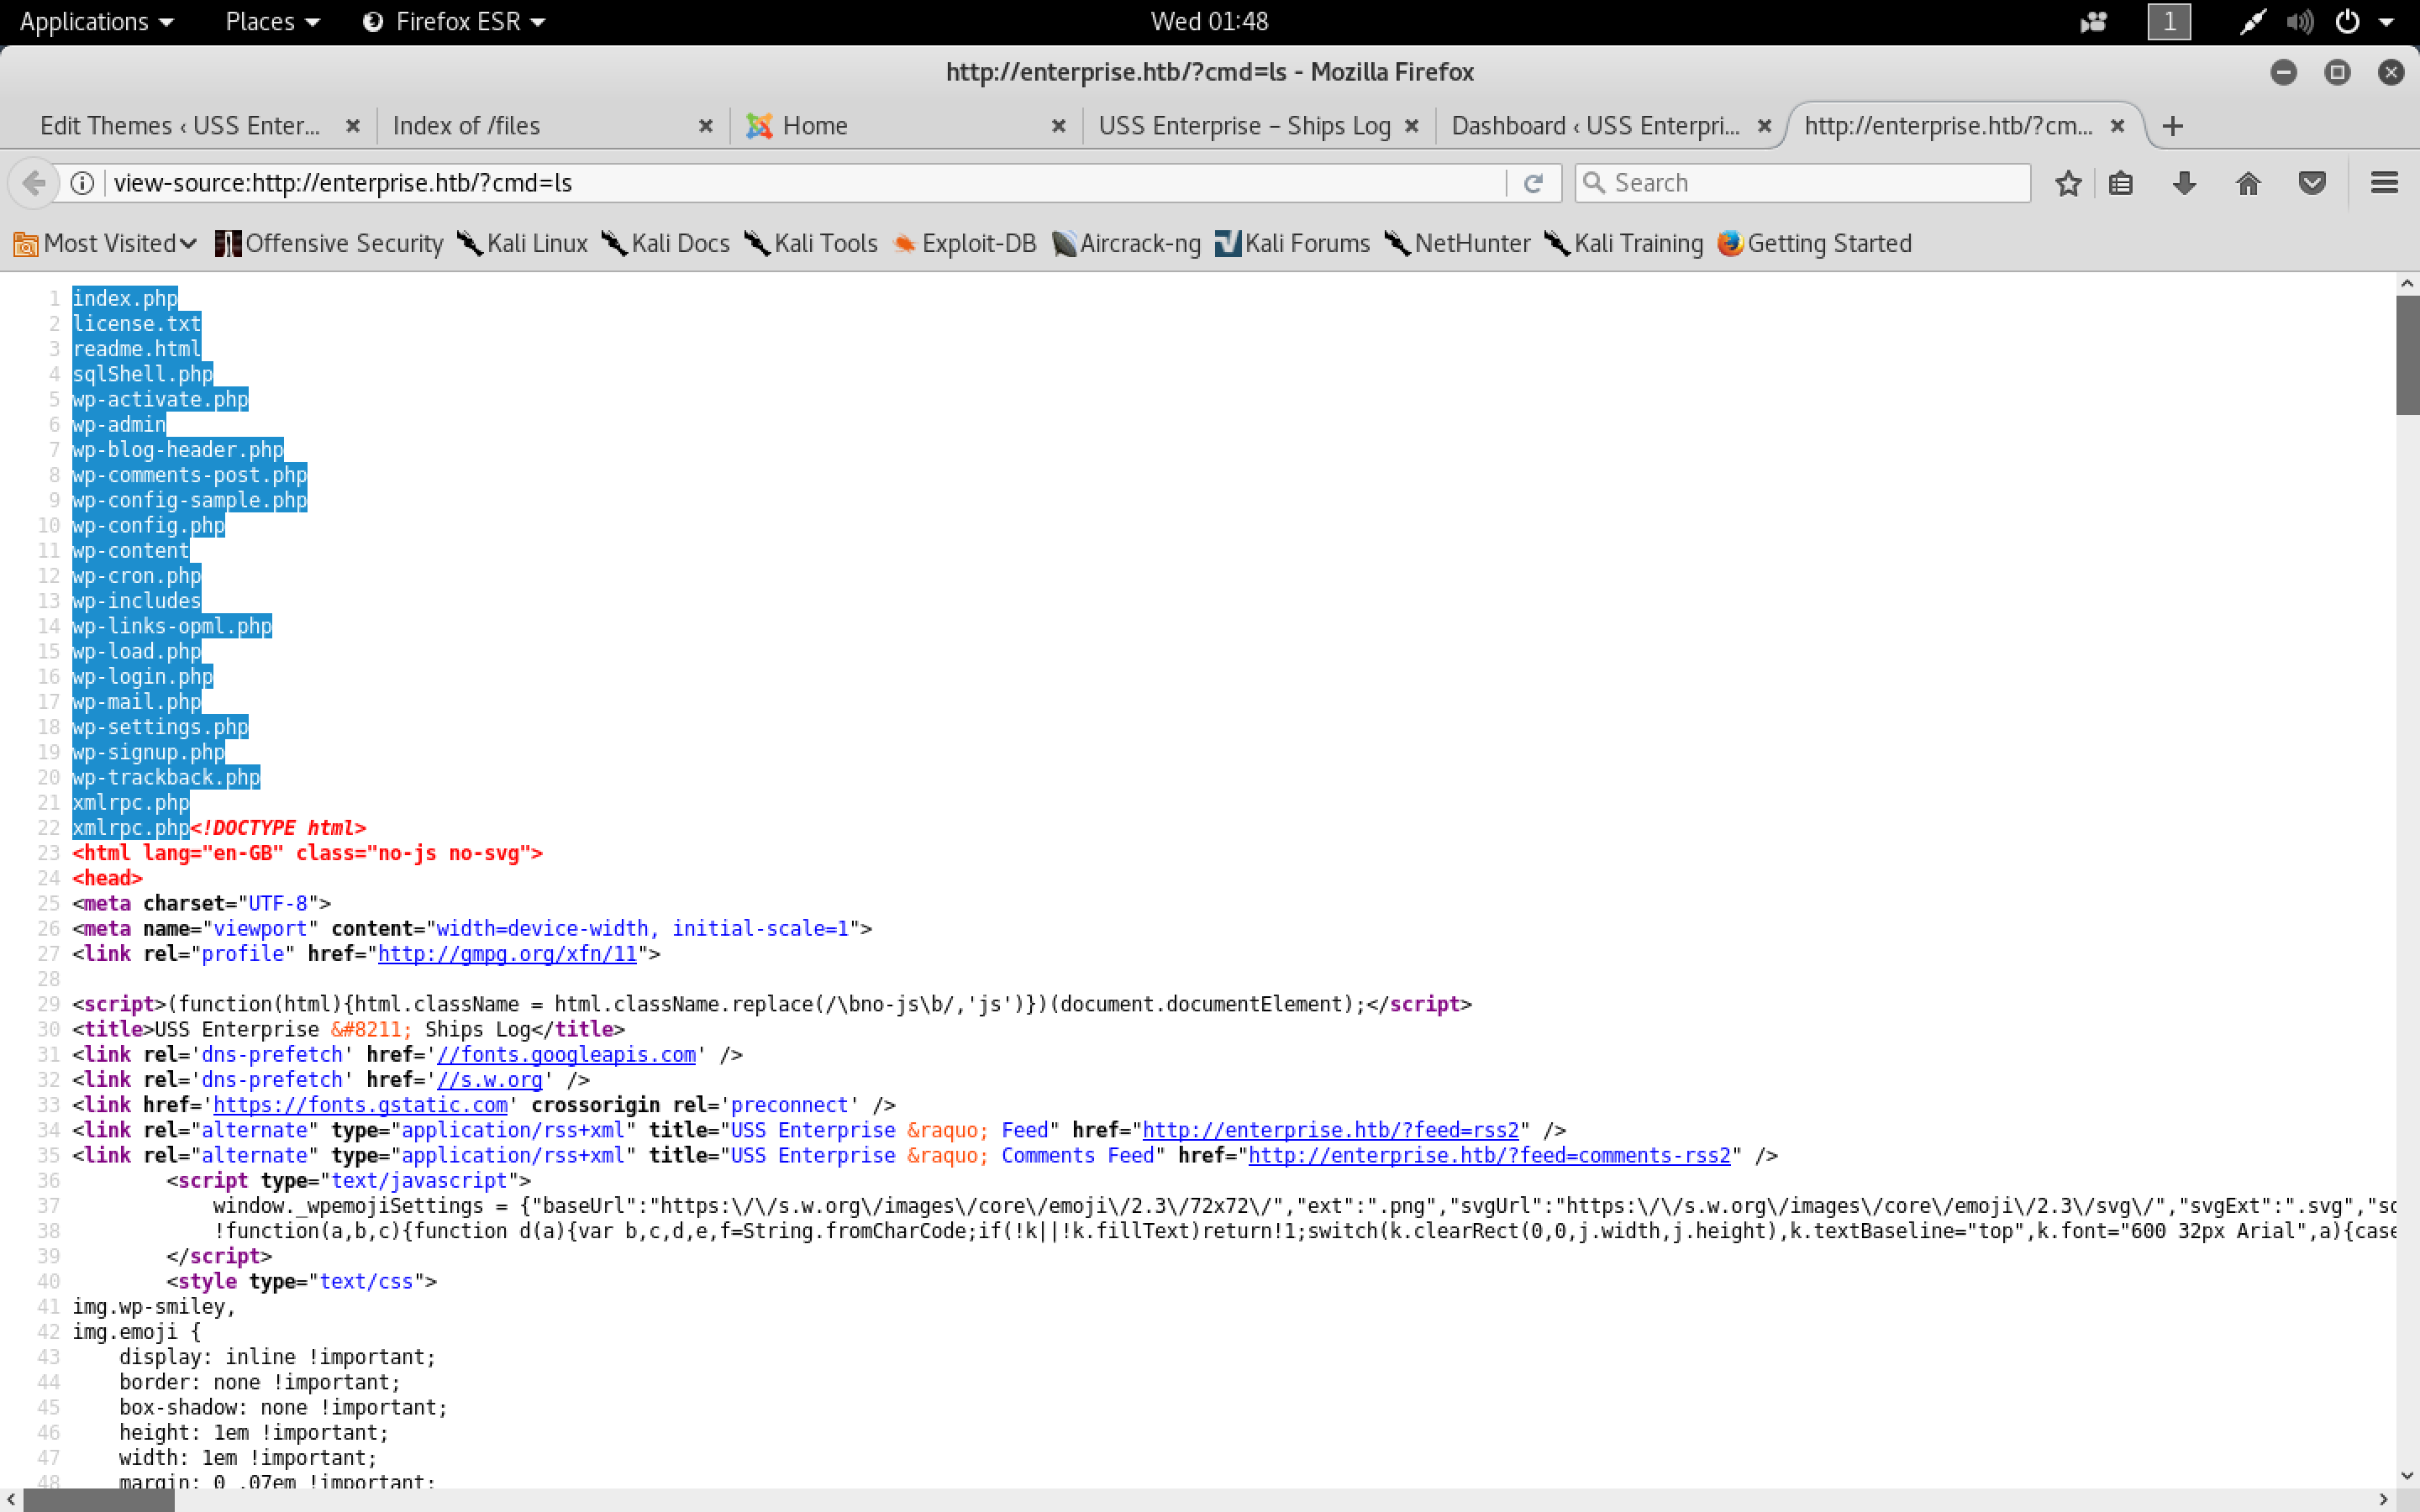 Applications Places Firefox ESR Wed 01:48 1
http://enterprise.htb/?cmd=ls - Mozilla Firefox
Edit Themes ‹ USS Enter... Index of /files Home USS Enterprise – Ships Log Dashboard ‹ USS Enterpri... http://enterprise.htb/?cm...
view-source:http://enterprise.htb/?cmd=ls Search
Most Visited Offensive Security Kali Linux Kali Docs Kali Tools Exploit-DB Aircrack-ng Kali Forums NetHunter Kali Training Getting Started
1 index.php
2 license.txt
3 readme.html
4 sqlShell.php
5 wp-activate.php
6 wp-admin
7 wp-blog-header.php
8 wp-comments-post.php
9 wp-config-sample.php
10 wp-config.php
11 wp-content
12 wp-cron.php
13 wp-includes
14 wp-links-opml.php
15 wp-load.php
16 wp-login.php
17 wp-mail.php
18 wp-settings.php
19 wp-signup.php
20 wp-trackback.php
21 xmlrpc.php
22 xmlrpc.php<!DOCTYPE html>
23 <html lang="en-GB" class="no-js no-svg">
24 <head>
25 <meta charset="UTF-8">
26 <meta name="viewport" content="width=device-width, initial-scale=1">
27 <link rel="profile" href="http://gmpg.org/xfn/11">
28
29 <script>(function(html){html.className = html.className.replace(/\bno-js\b/,'js')})(document.documentElement);</script>
30 <title>USS Enterprise &#8211; Ships Log</title>
31 <link rel='dns-prefetch' href='//fonts.googleapis.com' />
32 <link rel='dns-prefetch' href='//s.w.org' />
33 <link href='https://fonts.gstatic.com' crossorigin rel='preconnect' />
34 <link rel="alternate" type="application/rss+xml" title="USS Enterprise &raquo; Feed" href="http://enterprise.htb/?feed=rss2" />
35 <link rel="alternate" type="application/rss+xml" title="USS Enterprise &raquo; Comments Feed" href="http://enterprise.htb/?feed=comments-rss2" />
36 <script type="text/javascript">
37 window._wpemojiSettings = {"baseUrl":"https:\/\/s.w.org\/images\/core\/emoji\/2.3\/72x72\/","ext":".png","svgUrl":"https:\/\/s.w.org\/images\/core\/emoji\/2.3\/svg\/","svgExt":".svg","so
38 !function(a,b,c){function d(a){var b,c,d,e,f=String.fromCharCode;if(!k||!k.fillText)return!1;switch(k.clearRect(0,0,j.width,j.height),k.textBaseline="top",k.font="600 32px Arial",a){case
39 </script>
40 <style type="text/css">
41 img.wp-smiley,
42 img.emoji {
43 display: inline !important;
44 border: none !important;
45 box-shadow: none !important;
46 height: 1em !important;
47 width: 1em !important;
48 margin: 0 .07em !important;